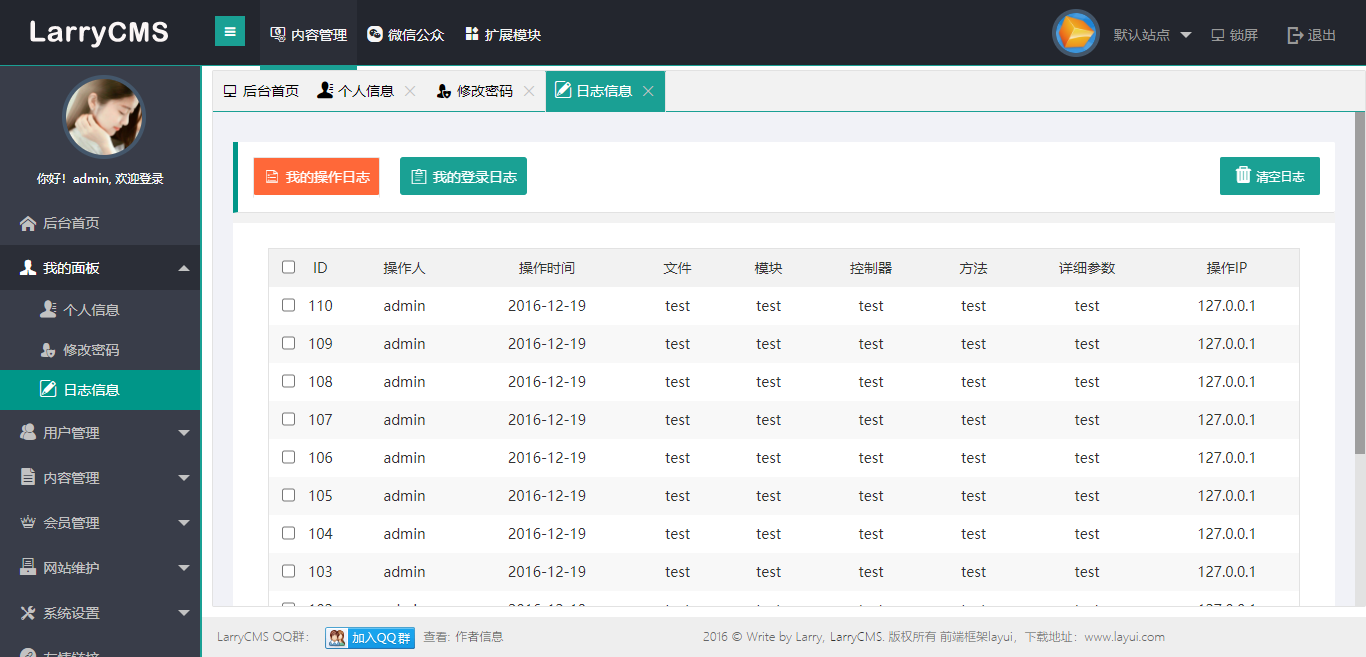 LarryCMS
内容管理
微信公众
扩展模块
默认站点
锁屏
退出
你好！admin, 欢迎登录
后台首页
我的面板
个人信息
修改密码
日志信息
用户管理
内容管理
会员管理
网站维护
系统设置
友情链接
后台首页 个人信息 修改密码 日志信息
我的操作日志 我的登录日志 清空日志
ID 操作人 操作时间 文件 模块 控制器 方法 详细参数 操作IP
110 admin 2016-12-19 test test test test test 127.0.0.1
109 admin 2016-12-19 test test test test test 127.0.0.1
108 admin 2016-12-19 test test test test test 127.0.0.1
107 admin 2016-12-19 test test test test test 127.0.0.1
106 admin 2016-12-19 test test test test test 127.0.0.1
105 admin 2016-12-19 test test test test test 127.0.0.1
104 admin 2016-12-19 test test test test test 127.0.0.1
103 admin 2016-12-19 test test test test test 127.0.0.1
LarryCMS QQ群： 加入QQ群 查看: 作者信息
2016 © Write by Larry, LarryCMS. 版权所有 前端框架layui，下载地址：www.layui.com